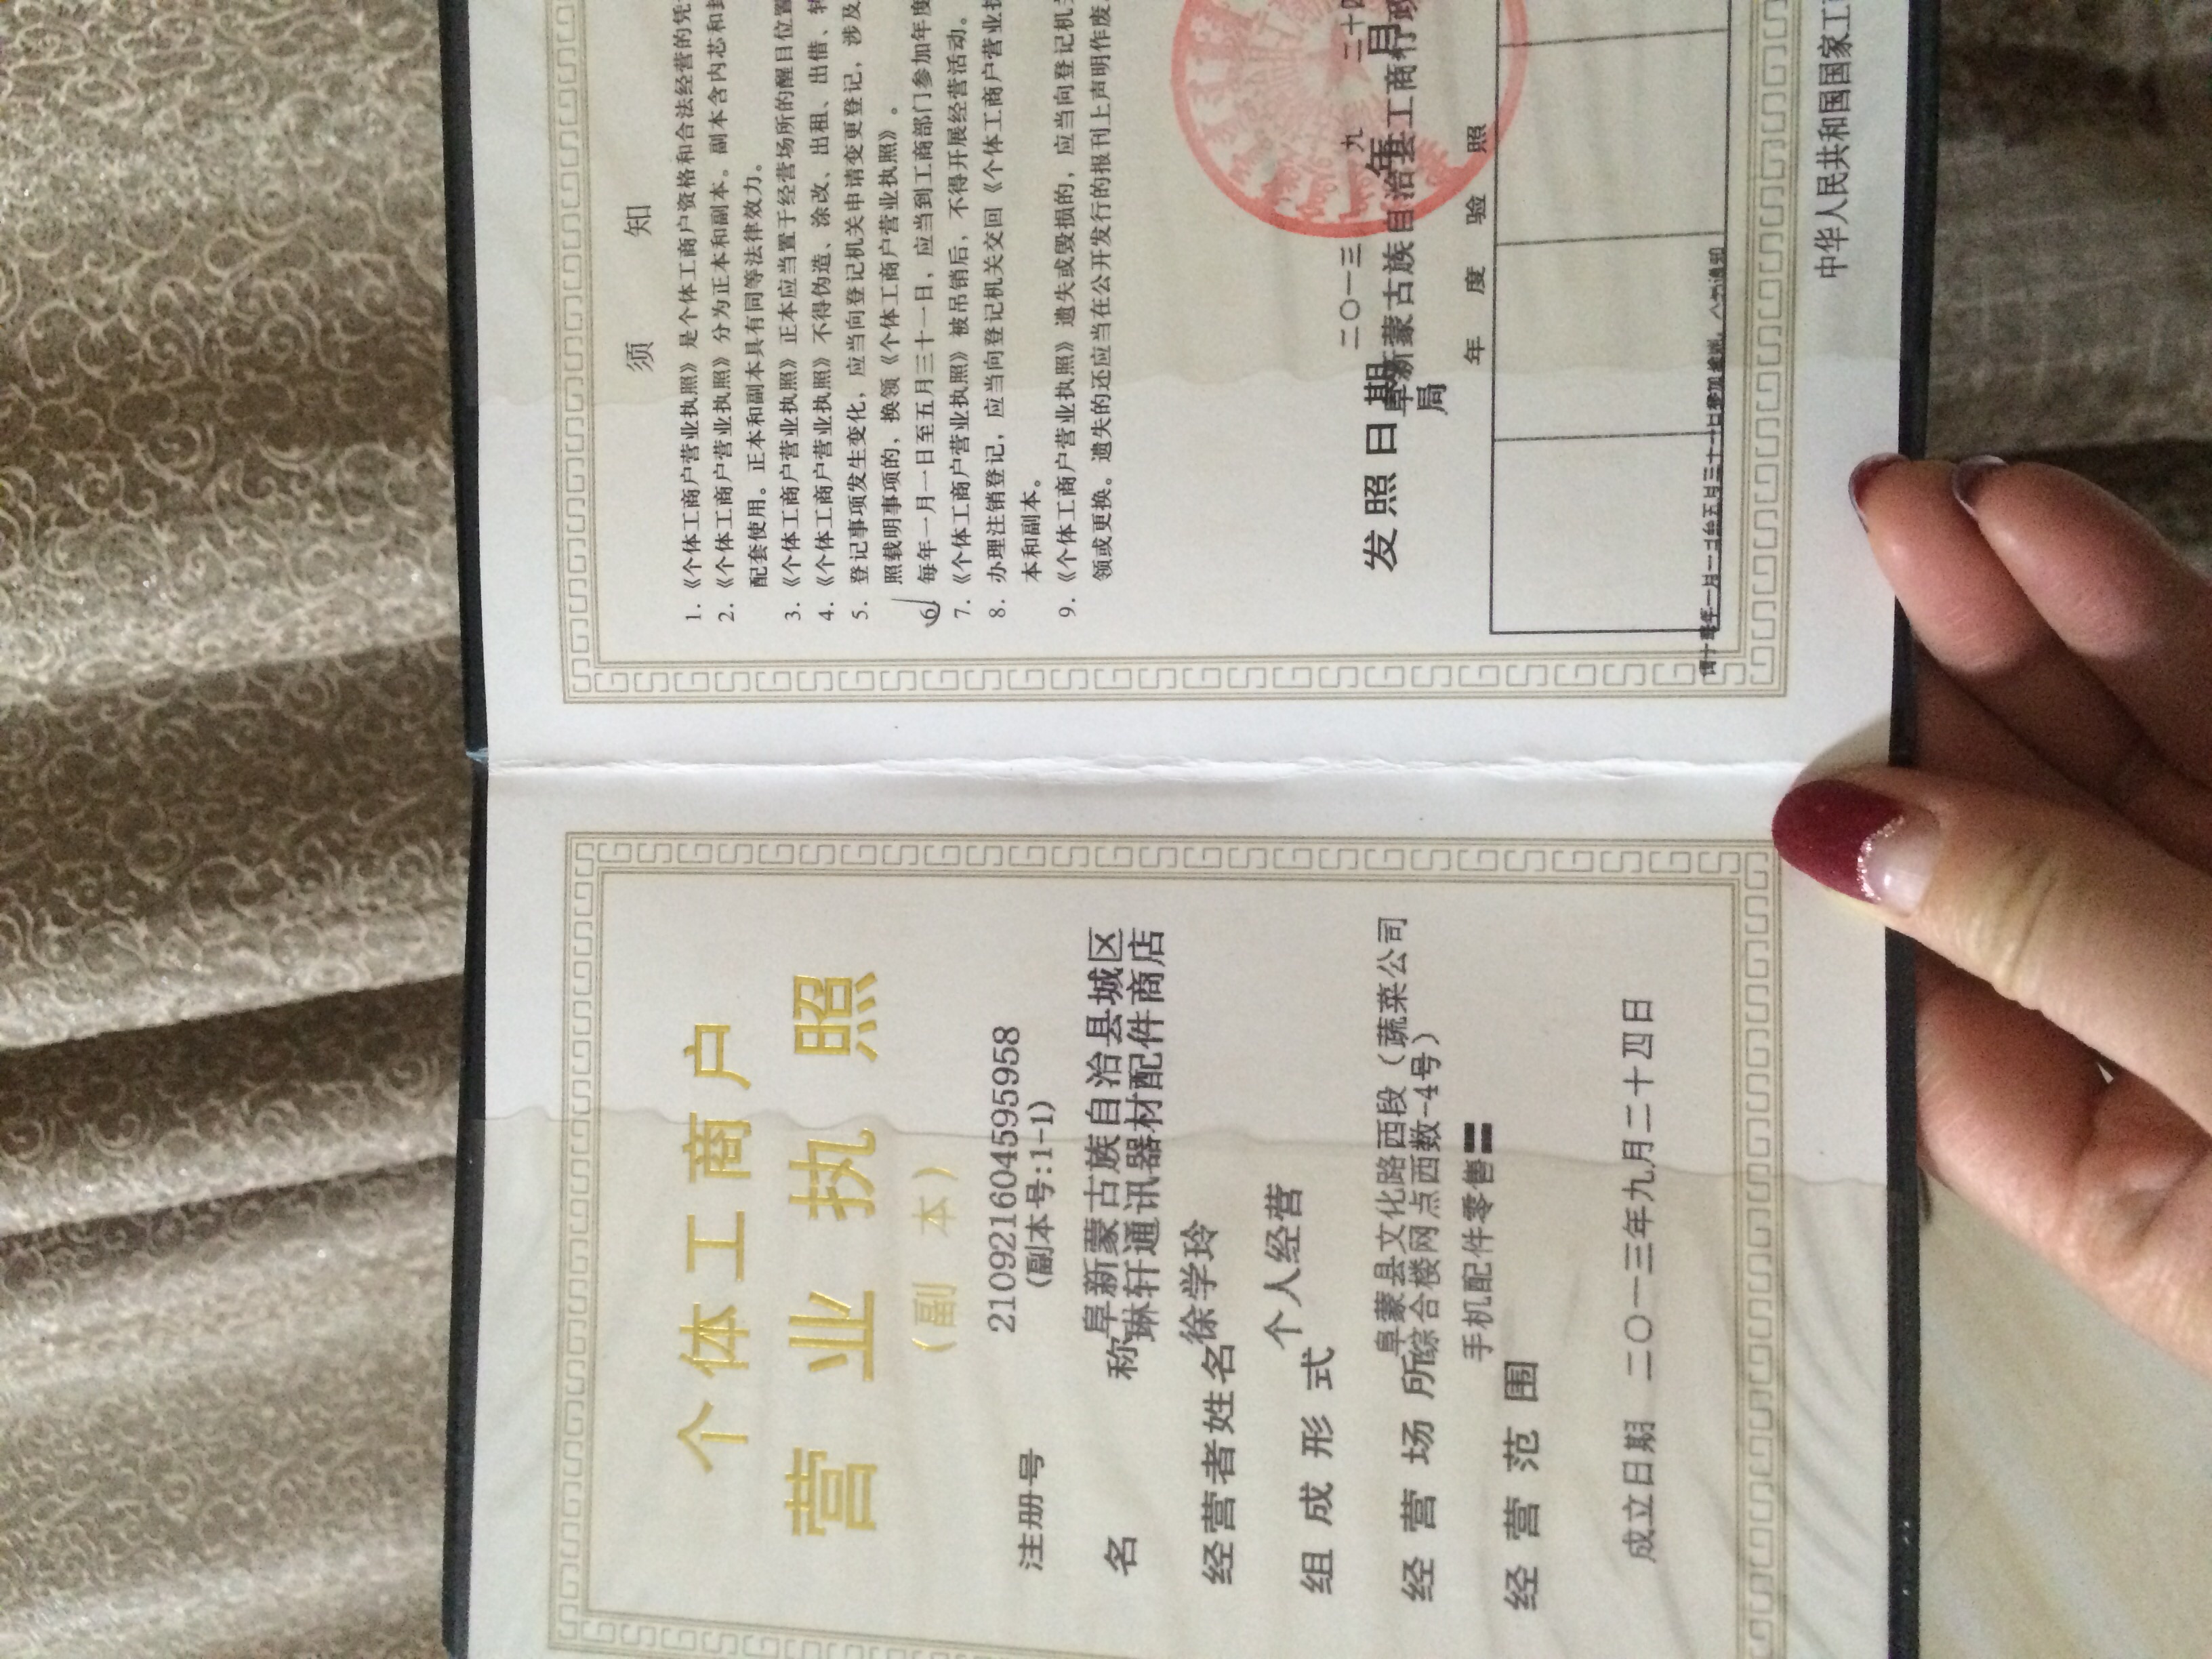 个体工商户
营业执照
(副 本)
注册号 210921604595958
(副本号:1-1)
名 称 阜新蒙古族自治县城区
琳轩通讯器材配件商店
经营者姓名 徐学玲
组成形式 个人经营
经营场所 阜蒙县文化路西段（蔬菜公司
综合楼网点西数-4号）
经营范围 手机配件零售〓
成立日期 二〇一三年九月二十四日
须 知
1.《个体工商户营业执照》是个体工商户资格和合法经营的凭
2.《个体工商户营业执照》分为正本和副本。副本含内芯和
配套使用。正本和副本具有同等法律效力。
3.《个体工商户营业执照》正本应当置于经营场所的醒目位置
4.《个体工商户营业执照》不得伪造、涂改、出租、出借、
5. 登记事项发生变化，应当向登记机关申请变更登记，涉及
照载明事项的，换领《个体工商户营业执照》。
6. 每年一月一日至五月三十一日，应当到工商部门参加年度
7.《个体工商户营业执照》被吊销后，不得开展经营活动。
8. 办理注销登记，应当向登记机关交回《个体工商户营业
本和副本。
9.《个体工商户营业执照》遗失或毁损的，应当向登记机
领或更换。遗失的还应当在公开发行的报刊上声明作废
二〇一三 九 二十四
发照日期 年 月
阜新蒙古族自治县工商行政
局
年 度 验 照
中华人民共和国国家工